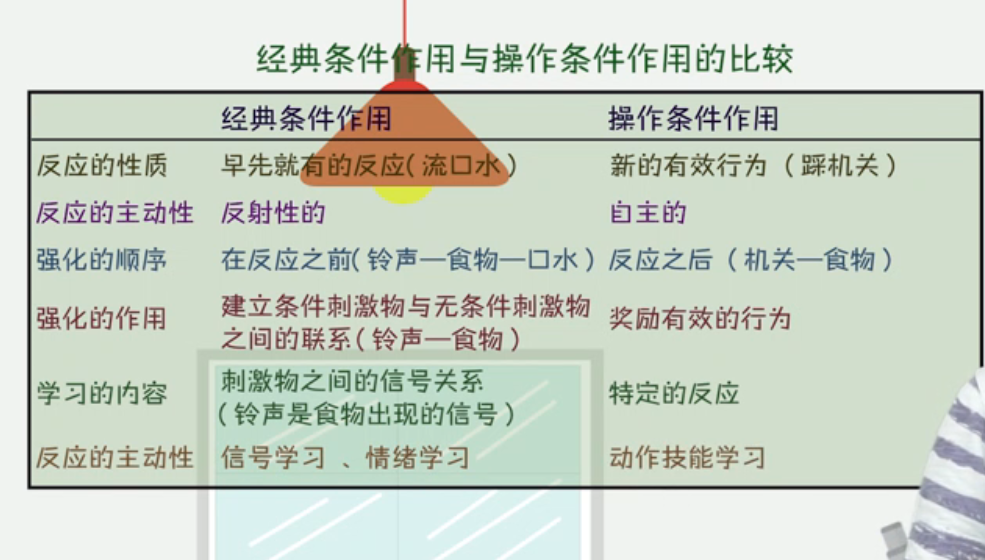 经典条件作用与操作条件作用的比较
经典条件作用 操作条件作用
反应的性质 早先就有的反应(流口水) 新的有效行为(踩机关)
反应的主动性 反射性的 自主的
强化的顺序 在反应之前(铃声—食物—口水) 反应之后(机关—食物)
强化的作用 建立条件刺激物与无条件刺激物
之间的联系(铃声—食物) 奖励有效的行为
学习的内容 刺激物之间的信号关系
(铃声是食物出现的信号) 特定的反应
反应的主动性 信号学习 、情绪学习 动作技能学习